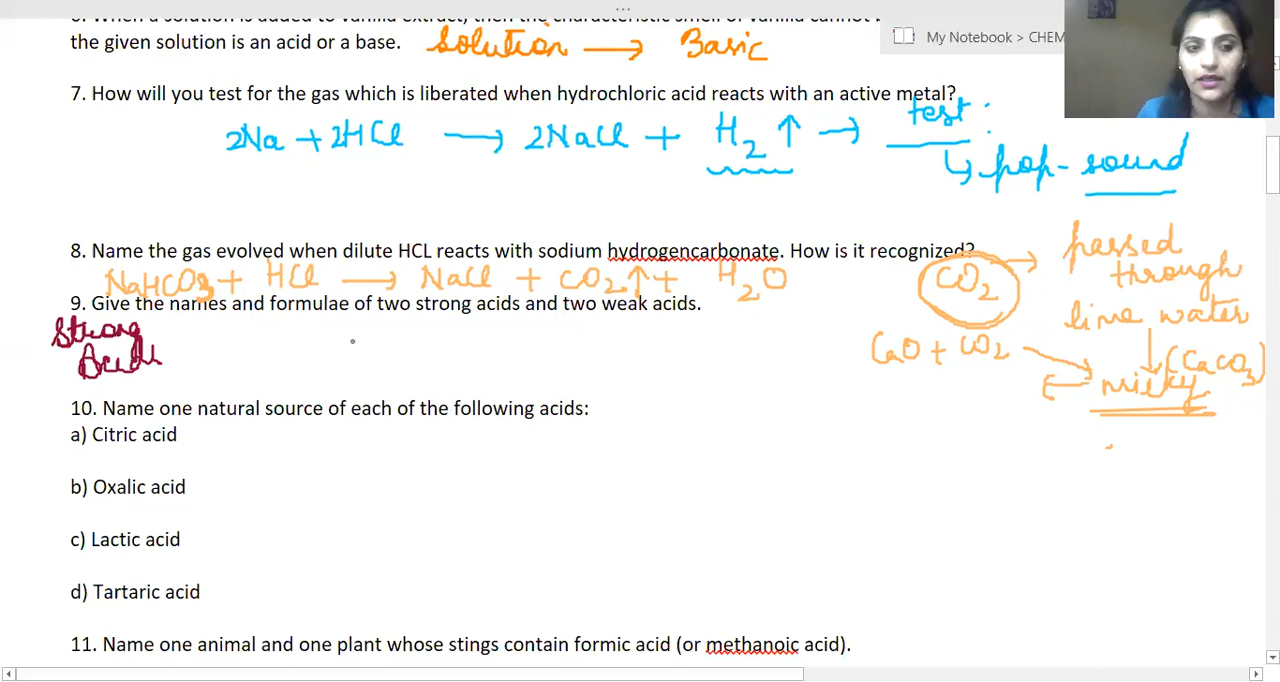 the given solution is an acid or a base. Solution → Basic
My Notebook > CHEM
7. How will you test for the gas which is liberated when hydrochloric acid reacts with an active metal?
2Na + 2HCl → 2NaCl + H2 ↑ → test :
↳ pop- sound
8. Name the gas evolved when dilute HCL reacts with sodium hydrogencarbonate. How is it recognized?
NaHCO3 + HCl → NaCl + CO2 ↑ + H2O
CO2 → passed
through
lime water
9. Give the names and formulae of two strong acids and two weak acids.
Strong
Acids
CaO + CO2
(CaCO3)
milky
10. Name one natural source of each of the following acids:
a) Citric acid
b) Oxalic acid
c) Lactic acid
d) Tartaric acid
11. Name one animal and one plant whose stings contain formic acid (or methanoic acid).